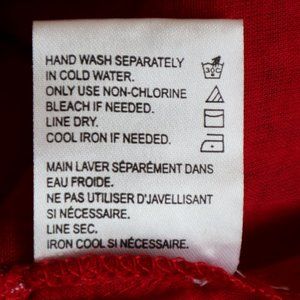 HAND WASH SEPARATELY
IN COLD WATER.
ONLY USE NON-CHLORINE
BLEACH IF NEEDED.
LINE DRY.
COOL IRON IF NEEDED.
MAIN LAVER SÉPARÉMENT DANS
EAU FROIDE.
NE PAS UTILISER D'JAVELLISANT
SI NÉCESSAIRE.
LINE SEC.
IRON COOL SI NÉCESSAIRE.